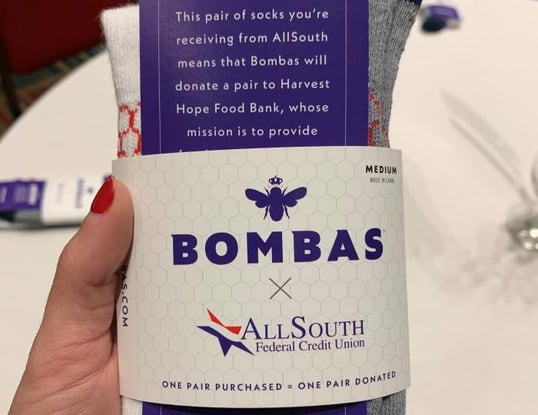 This pair of socks you're
receiving from AllSouth
means that Bombas will
donate a pair to Harvest
Hope Food Bank, whose
mission is to provide
MEDIUM
BOMBAS
X
ALLSOUTH
Federal Credit Union
ONE PAIR PURCHASED = ONE PAIR DONATED
.COM